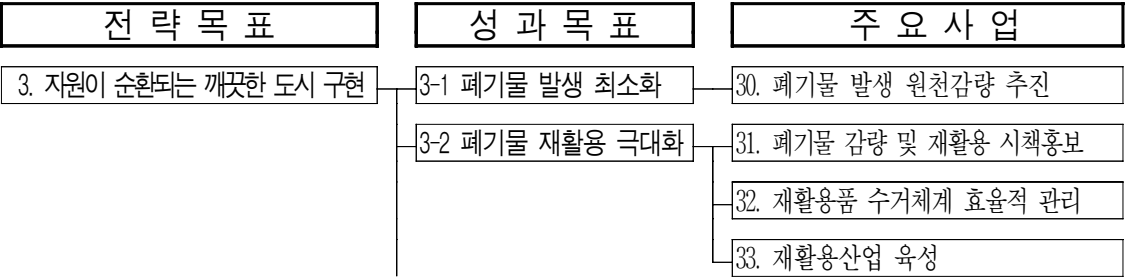 전 략 목 표
성 과 목 표
주 요 사 업
3. 자원이 순환되는 깨끗한 도시 구현
3-1 폐기물 발생 최소화
30. 폐기물 발생 원천감량 추진
3-2 폐기물 재활용 극대화
31. 폐기물 감량 및 재활용 시책홍보
32. 재활용품 수거체계 효율적 관리
33. 재활용산업 육성